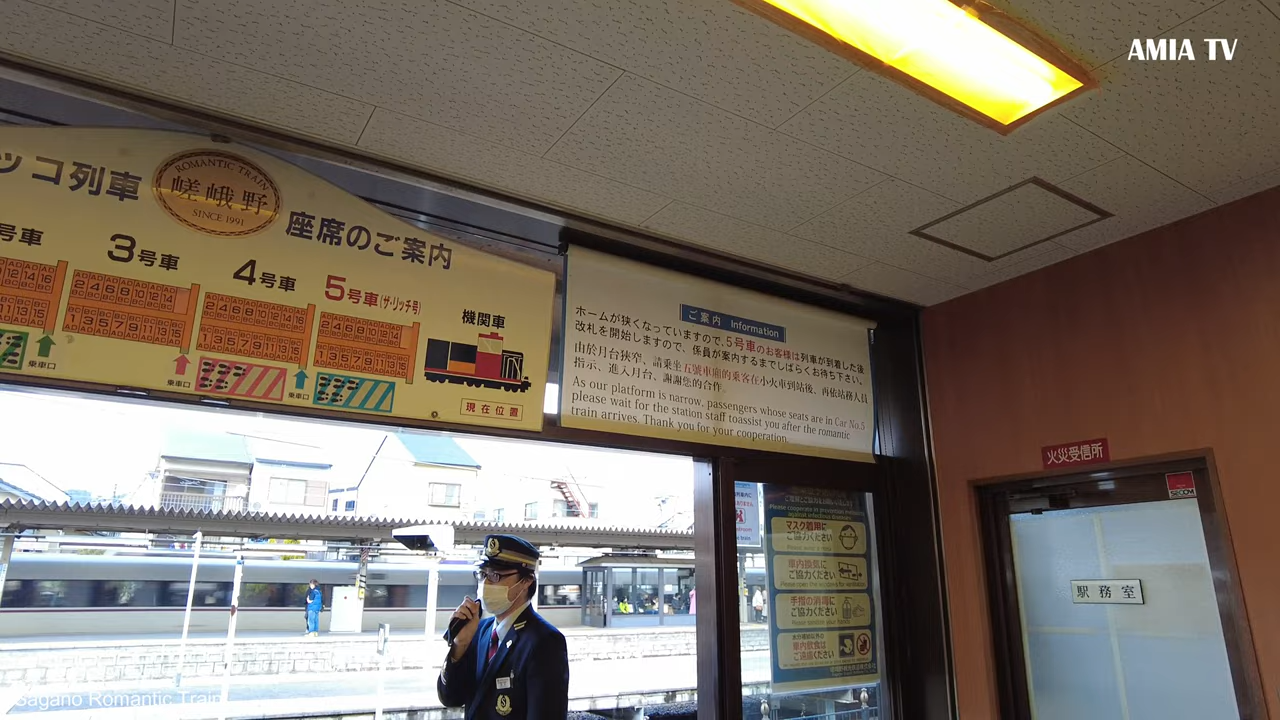 AMIA TV
ッコ列車
ROMANTIC TRAIN
嵯峨野
SINCE 1991
座席のご案内
号車
3号車
4号車
5号車(ザ・リッチ号)
機関車
乗車口
乗車口
乗車口
現在位置
ご案内 Information
ホームが狭くなっていますので、5号車のお客様は列車が到着した後
改札を開始しますので、係員が案内するまでしばらくお待ち下さい。
由於月台狹窄，請乘坐五號車廂的乘客在小火車到站後，再依站務人員
指示、進入月台、謝謝您的合作。
As our platform is narrow, passengers whose seats are in Car No.5
please wait for the station staff toassist you after the romantic
train arrives. Thank you for your cooperation.
火災受信所
SECOM
駅務室
マスク着用に
ご協力ください
車内換気に
ご協力ください
手指の消毒に
ご協力ください
車内飲食は
ご遠慮ください
Sagano Romantic Train